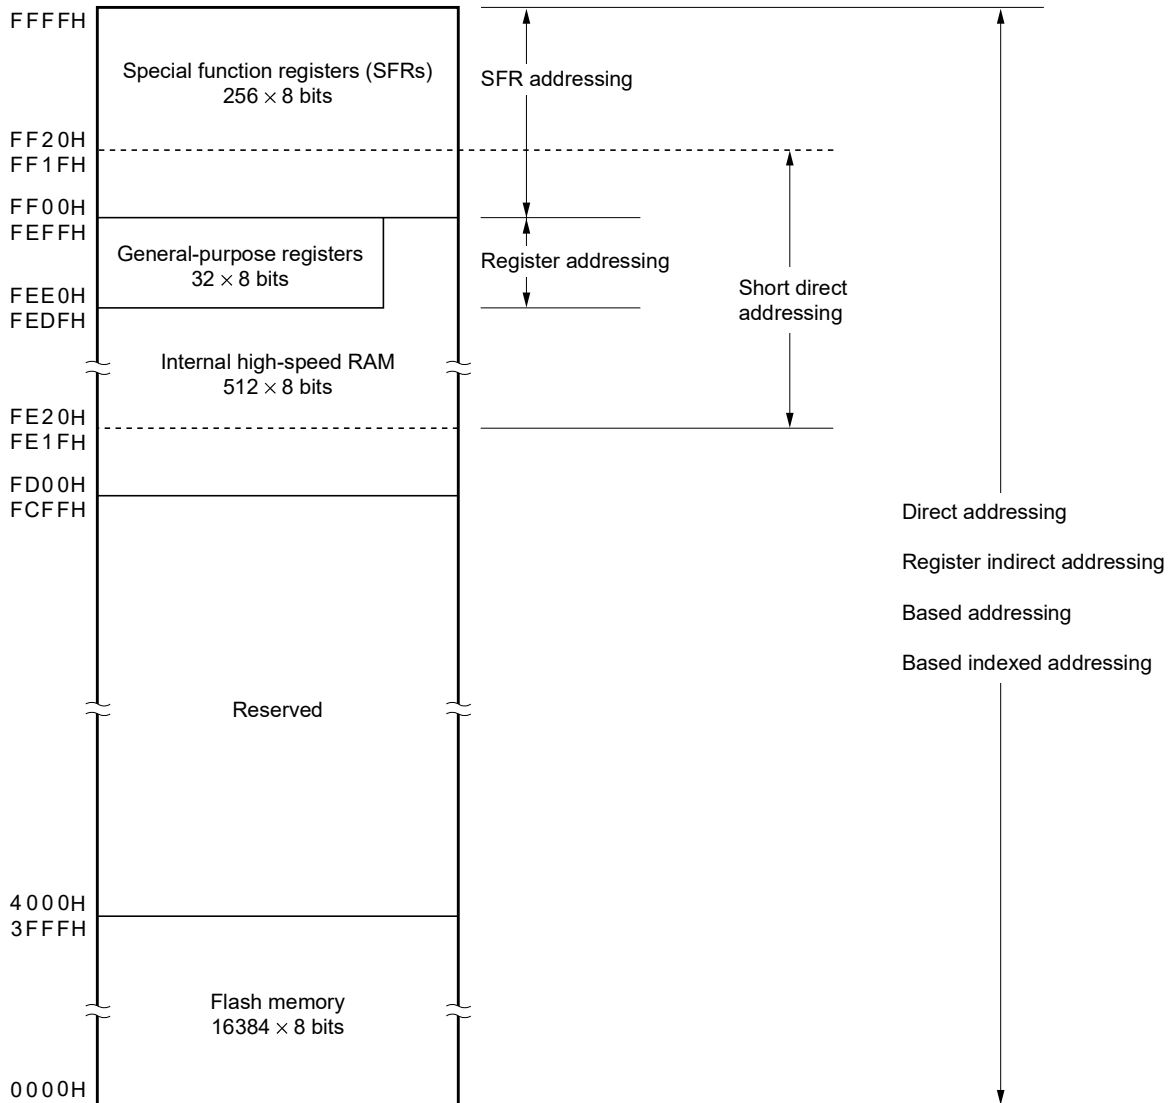 FFFFH
Special function registers (SFRs)
256 × 8 bits
SFR addressing
FF20H
FF1FH
FF00H
FEFFH
General-purpose registers
32 × 8 bits
Register addressing
FEE0H
FEDFH
Short direct
addressing
Internal high-speed RAM
512 × 8 bits
FE20H
FE1FH
FD00H
FCFFH
Direct addressing
Register indirect addressing
Based addressing
Based indexed addressing
Reserved
4000H
3FFFH
Flash memory
16384 × 8 bits
0000H